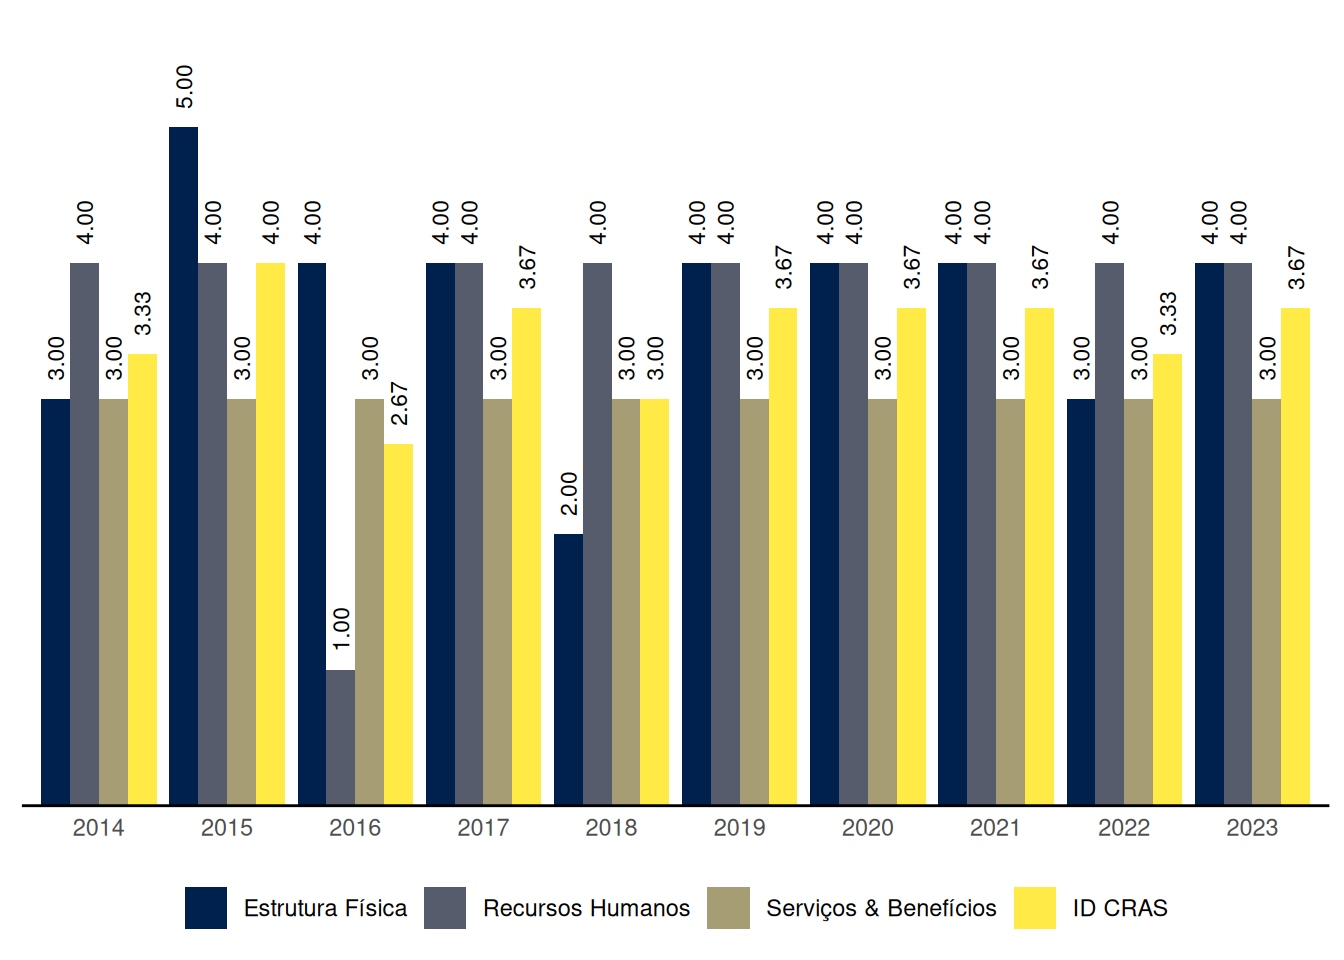 5.00
4.00 4.00 4.00 4.00 4.00 4.00 4.00 4.00 4.00 4.00 4.00 4.00 4.00 4.00 4.00 4.00 4.00
3.67 3.67 3.67 3.67 3.67
3.33 3.33
3.00 3.00 3.00 3.00 3.00 3.00 3.00 3.00 3.00 3.00 3.00 3.00 3.00
2.67
2.00
1.00
2014 2015 2016 2017 2018 2019 2020 2021 2022 2023
Estrutura Física Recursos Humanos Serviços & Benefícios ID CRAS